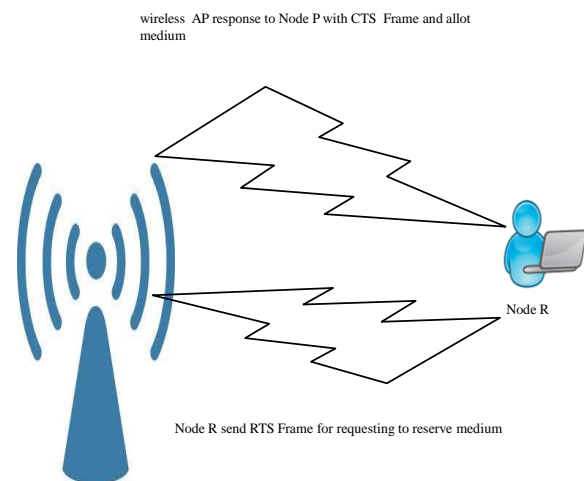 wireless AP response to Node P with CTS Frame and allot
medium
Node R
Node R send RTS Frame for requesting to reserve medium